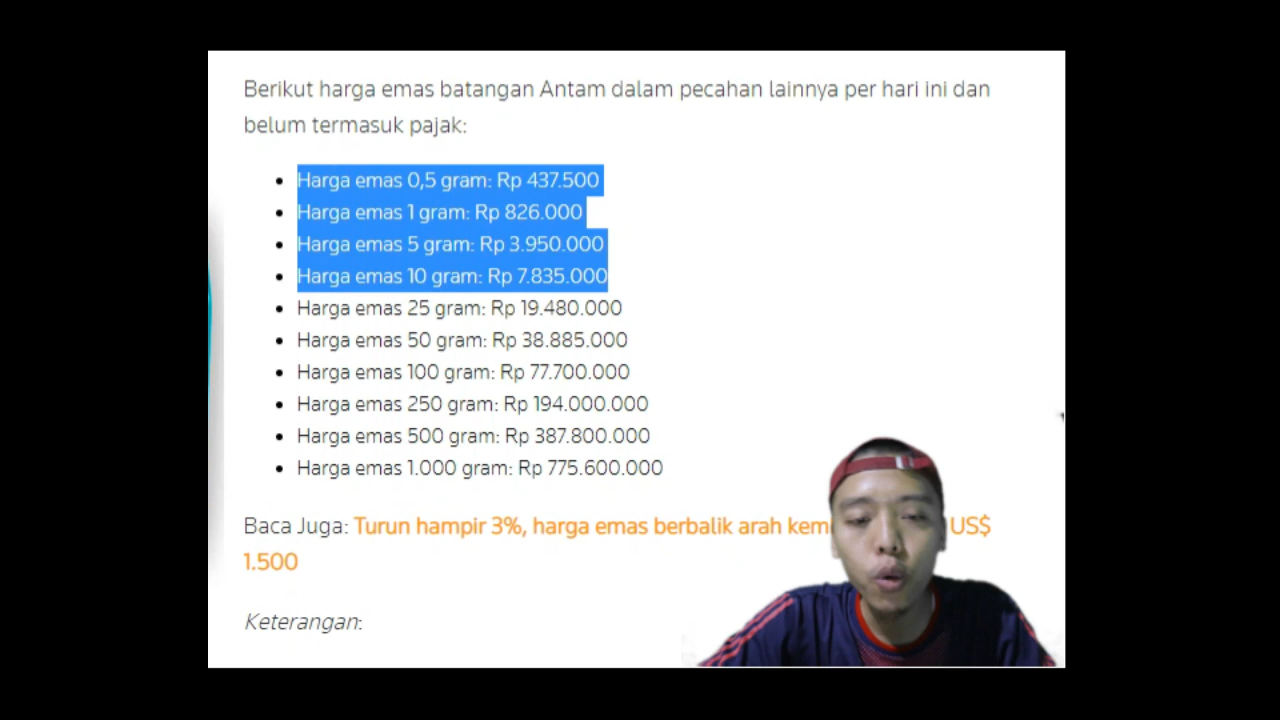 Berikut harga emas batangan Antam dalam pecahan lainnya per hari ini dan
belum termasuk pajak:
Harga emas 0,5 gram: Rp 437.500
Harga emas 1 gram: Rp 826.000
Harga emas 5 gram: Rp 3.950.000
Harga emas 10 gram: Rp 7.835.000
Harga emas 25 gram: Rp 19.480.000
Harga emas 50 gram: Rp 38.885.000
Harga emas 100 gram: Rp 77.700.000
Harga emas 250 gram: Rp 194.000.000
Harga emas 500 gram: Rp 387.800.000
Harga emas 1.000 gram: Rp 775.600.000
Baca Juga: Turun hampir 3%, harga emas berbalik arah US$
1.500
Keterangan: